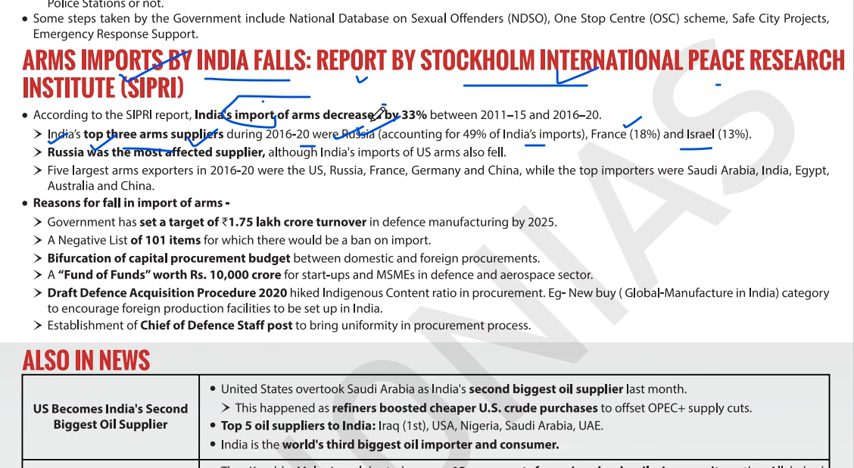 Police Stations or not.
• Some steps taken by the Government include National Database on Sexual Offenders (NDSO), One Stop Centre (OSC) scheme, Safe City Projects,
Emergency Response Support.
ARMS IMPORTS BY INDIA FALLS: REPORT BY STOCKHOLM INTERNATIONAL PEACE RESEARCH
INSTITUTE (SIPRI)
• According to the SIPRI report, India's import of arms decrease by 33% between 2011–15 and 2016–20.
➢ India's top three arms suppliers during 2016-20 were Russia (accounting for 49% of India's imports), France (18%) and Israel (13%).
➢ Russia was the most affected supplier, although India's imports of US arms also fell.
➢ Five largest arms exporters in 2016-20 were the US, Russia, France, Germany and China, while the top importers were Saudi Arabia, India, Egypt,
Australia and China.
• Reasons for fall in import of arms -
➢ Government has set a target of ₹1.75 lakh crore turnover in defence manufacturing by 2025.
➢ A Negative List of 101 items for which there would be a ban on import.
➢ Bifurcation of capital procurement budget between domestic and foreign procurements.
➢ A “Fund of Funds” worth Rs. 10,000 crore for start-ups and MSMEs in defence and aerospace sector.
➢ Draft Defence Acquisition Procedure 2020 hiked Indigenous Content ratio in procurement. Eg- New buy ( Global-Manufacture in India) category
to encourage foreign production facilities to be set up in India.
➢ Establishment of Chief of Defence Staff post to bring uniformity in procurement process.
ALSO IN NEWS
US Becomes India's Second
Biggest Oil Supplier
• United States overtook Saudi Arabia as India's second biggest oil supplier last month.
➢ This happened as refiners boosted cheaper U.S. crude purchases to offset OPEC+ supply cuts.
• Top 5 oil suppliers to India: Iraq (1st), USA, Nigeria, Saudi Arabia, UAE.
• India is the world's third biggest oil importer and consumer.